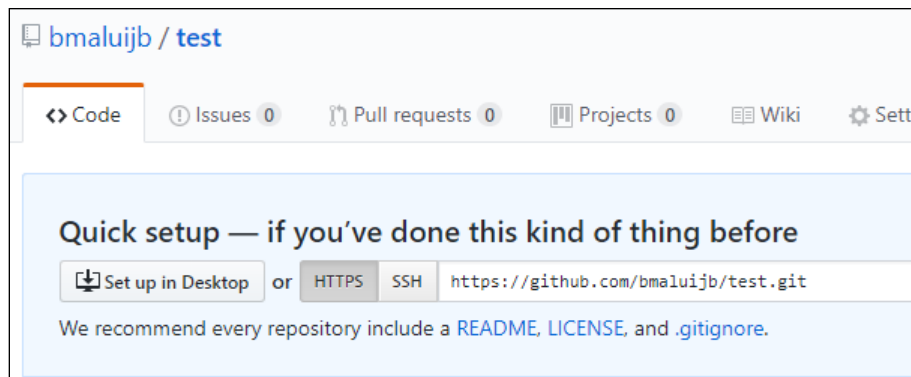 bmaluijb / test
Code Issues 0 Pull requests 0 Projects 0 Wiki Sett
Quick setup — if you’ve done this kind of thing before
Set up in Desktop or HTTPS SSH https://github.com/bmaluijb/test.git
We recommend every repository include a README, LICENSE, and .gitignore.